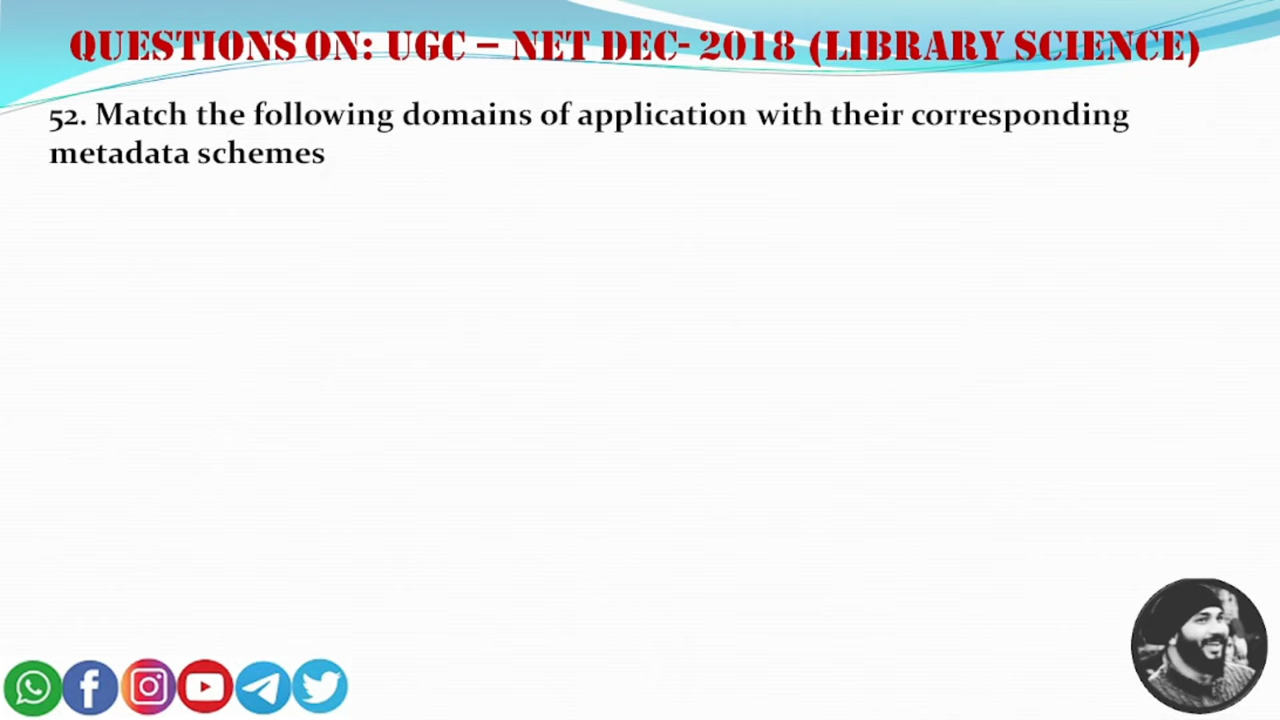 QUESTIONS ON: UGC – NET DEC- 2018 (LIBRARY SCIENCE)
52. Match the following domains of application with their corresponding
metadata schemes